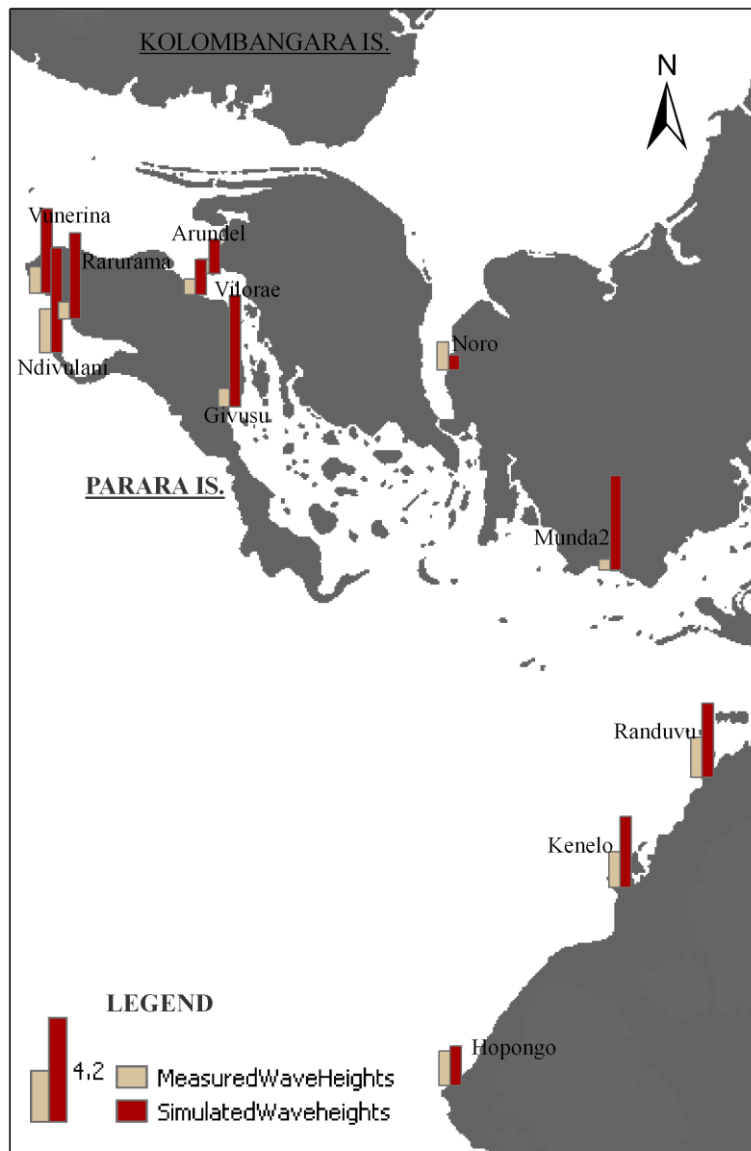 KOLOMBANGARA IS.
N
Vunerina
Arundel
Rarurama
Vilorae
Noro
Ndivulani
Givusu
PARARA IS.
Munda2
Randuvu
Kenelo
LEGEND
Hopongo
4.2
MeasuredWaveHeights
SimulatedWaveheights